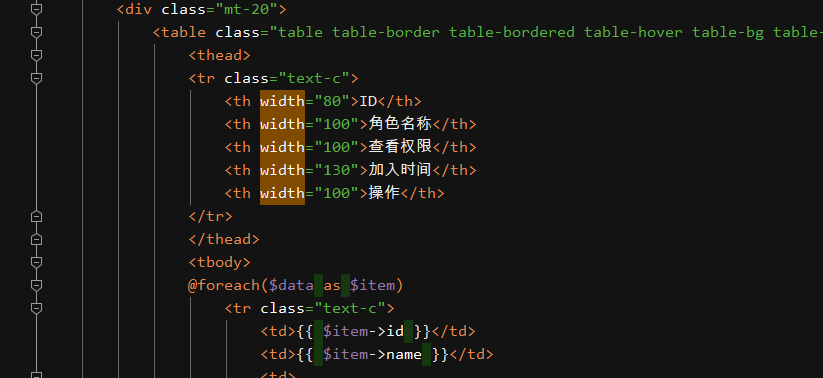 <div class="mt-20">
<table class="table table-border table-bordered table-hover table-bg table-
<thead>
<tr class="text-c">
<th width="80">ID</th>
<th width="100">角色名称</th>
<th width="100">查看权限</th>
<th width="130">加入时间</th>
<th width="100">操作</th>
</tr>
</thead>
<tbody>
@foreach($data as $item)
<tr class="text-c">
<td>{{ $item->id }}</td>
<td>{{ $item->name }}</td>
<td>